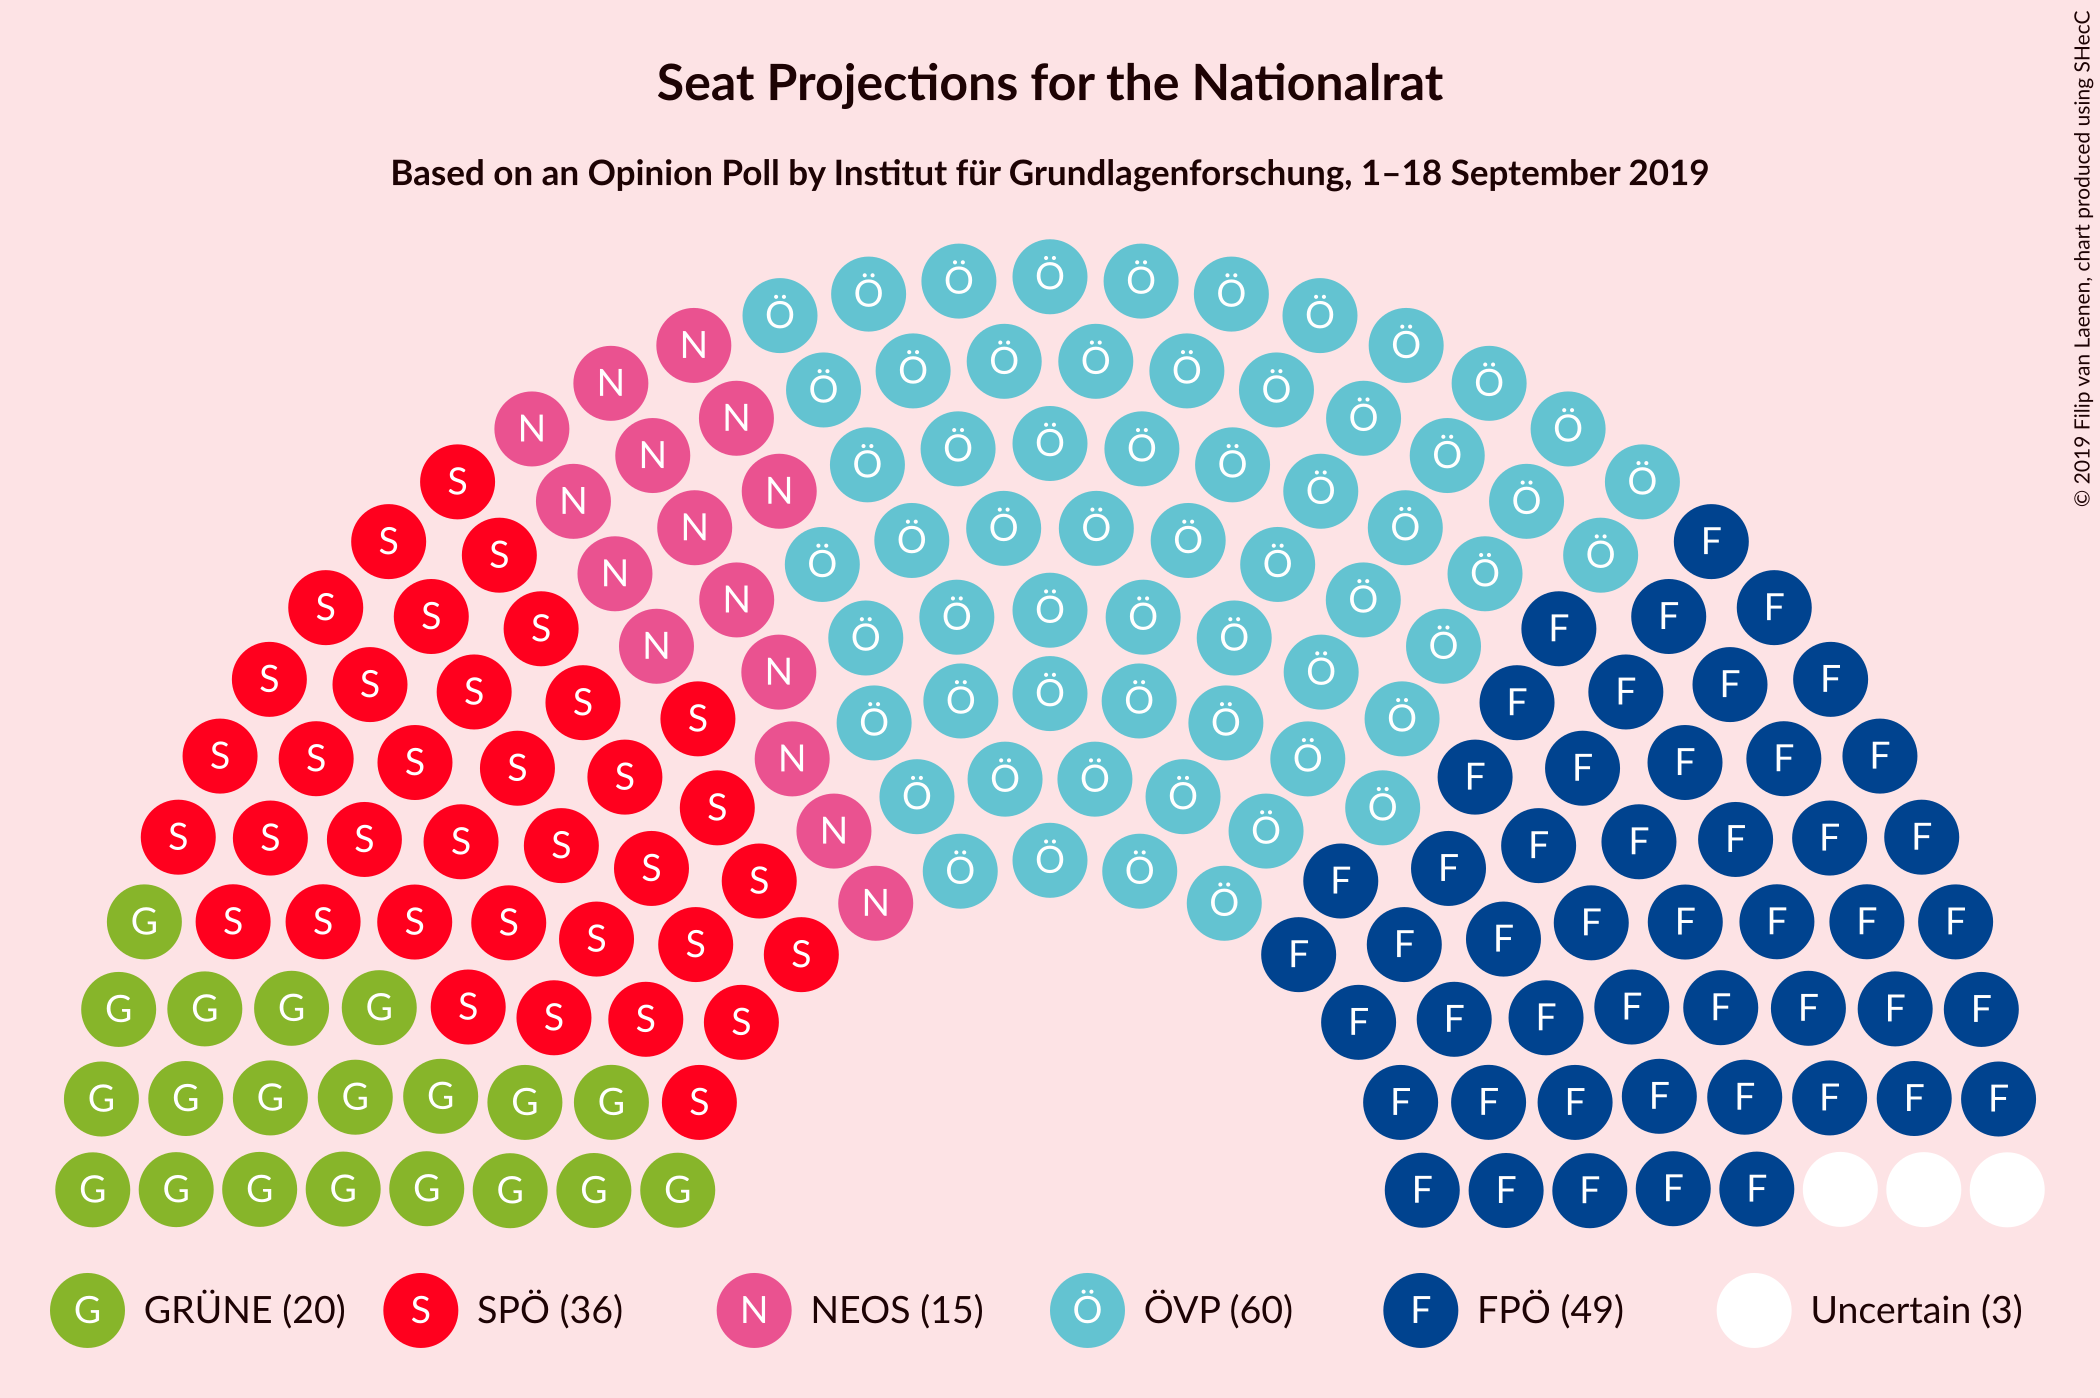 Seat Projections for the Nationalrat
Based on an Opinion Poll by Institut für Grundlagenforschung, 1–18 September 2019
© 2019 Filip van Laenen, chart produced using SHecC
Ö Ö Ö Ö Ö Ö Ö
N Ö
Ö Ö Ö Ö
N Ö Ö Ö
N Ö Ö
N Ö Ö Ö Ö
N Ö Ö
S N Ö Ö Ö
N Ö Ö Ö
N Ö Ö Ö Ö
S Ö Ö F
S Ö Ö Ö
N Ö Ö
S N Ö Ö
S S N Ö Ö Ö Ö F F F
S N Ö Ö F
N Ö F
S S S S Ö Ö Ö F F F F
S Ö Ö Ö F
S Ö Ö Ö F
S S S S N Ö F F F F
S Ö Ö F
S Ö Ö Ö F
S S S S S N Ö F F F F F
S Ö Ö Ö F
S F
G S S S S N Ö F F F F F
S S F F
S F
G G G S S F F F F F
G S S S F F F F
G G G G G G G S F F F F F F F F
G G G G G G G G F F F F F
G GRÜNE (20) S SPÖ (36) N NEOS (15) Ö ÖVP (60) F FPÖ (49) Uncertain (3)